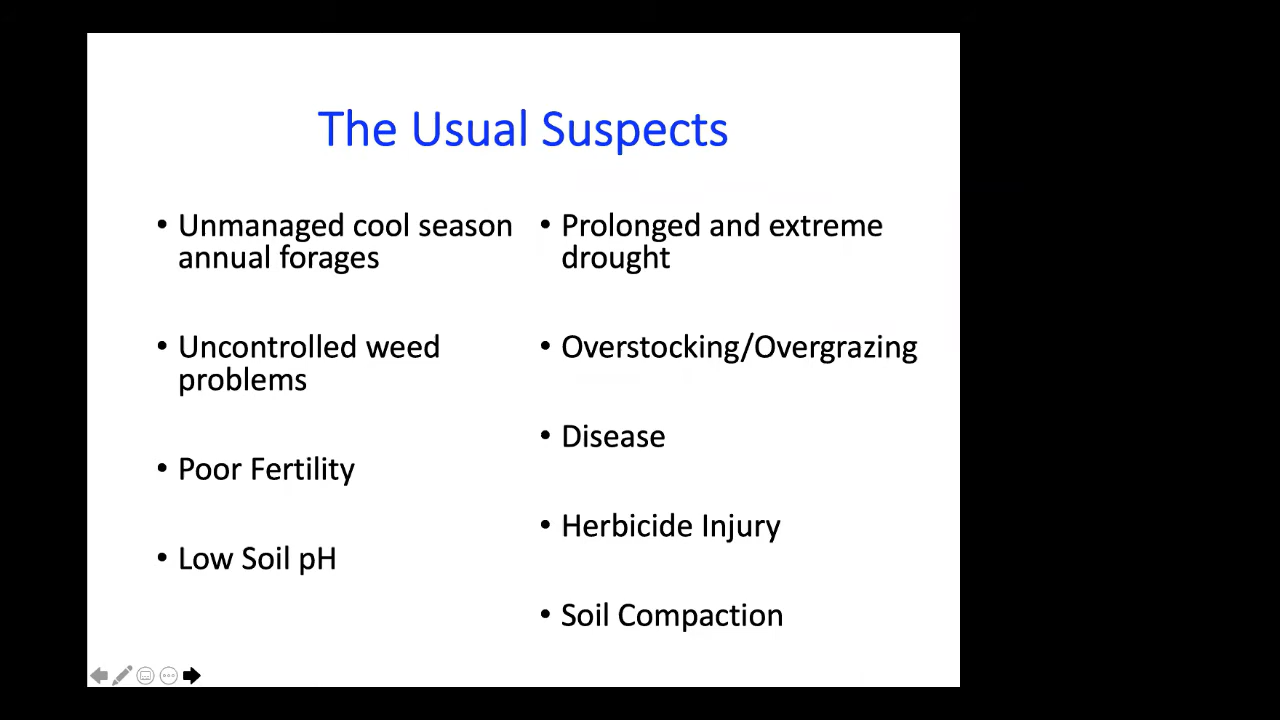 The Usual Suspects
• Unmanaged cool season
annual forages
• Uncontrolled weed
problems
• Poor Fertility
• Low Soil pH
• Prolonged and extreme
drought
• Overstocking/Overgrazing
• Disease
• Herbicide Injury
• Soil Compaction